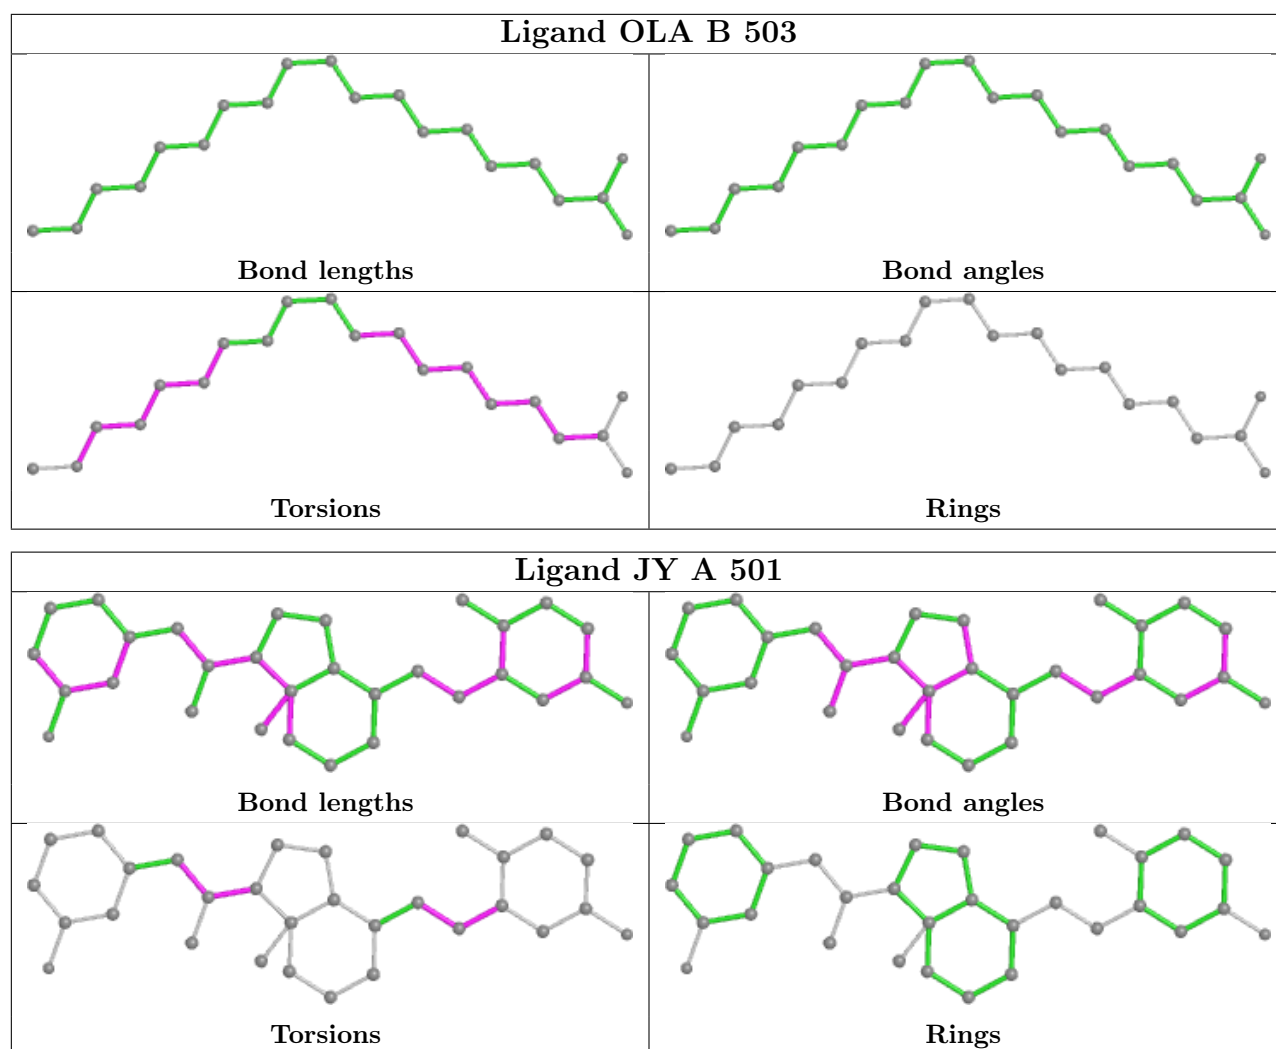 Ligand OLA B 503
Bond lengths
Bond angles
Torsions
Rings
Ligand JY A 501
Bond lengths
Bond angles
Torsions
Rings